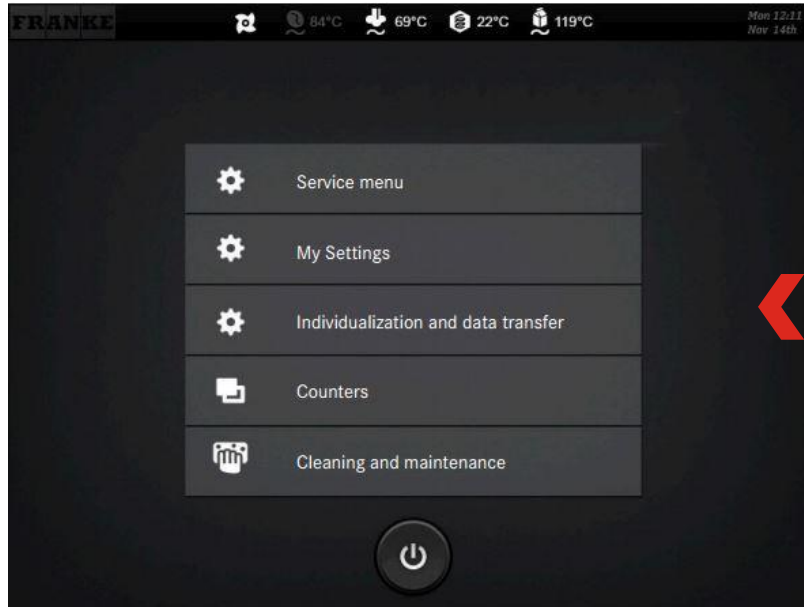 FRANKE 84°C 69°C 22°C 119°C Mon 12:11
Nov 14th
Service menu
My Settings
Individualization and data transfer
Counters
Cleaning and maintenance